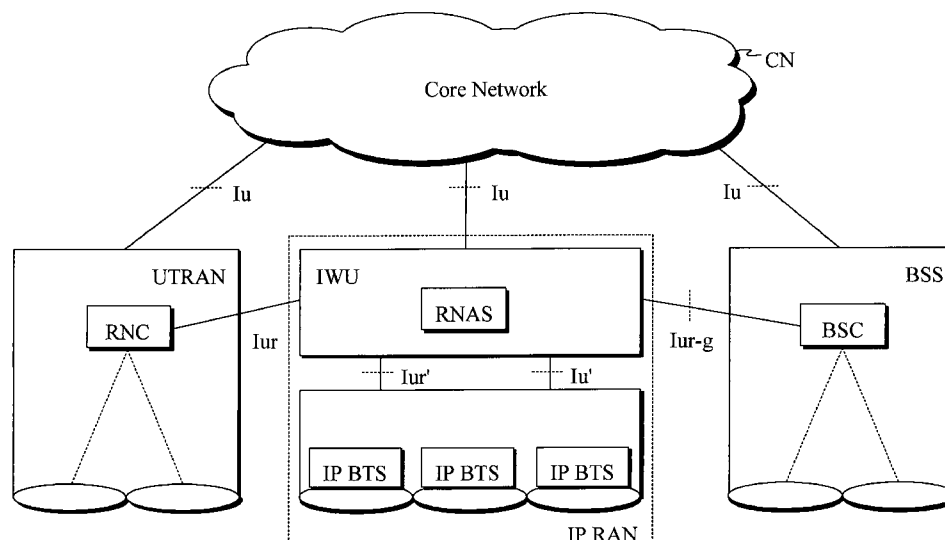 CN
Core Network
Iu
Iu
Iu
UTRAN
IWU
BSS
RNC
RNAS
BSC
Iur
Iur-g
Iur'
Iu'
IP BTS
IP BTS
IP BTS
IP RAN